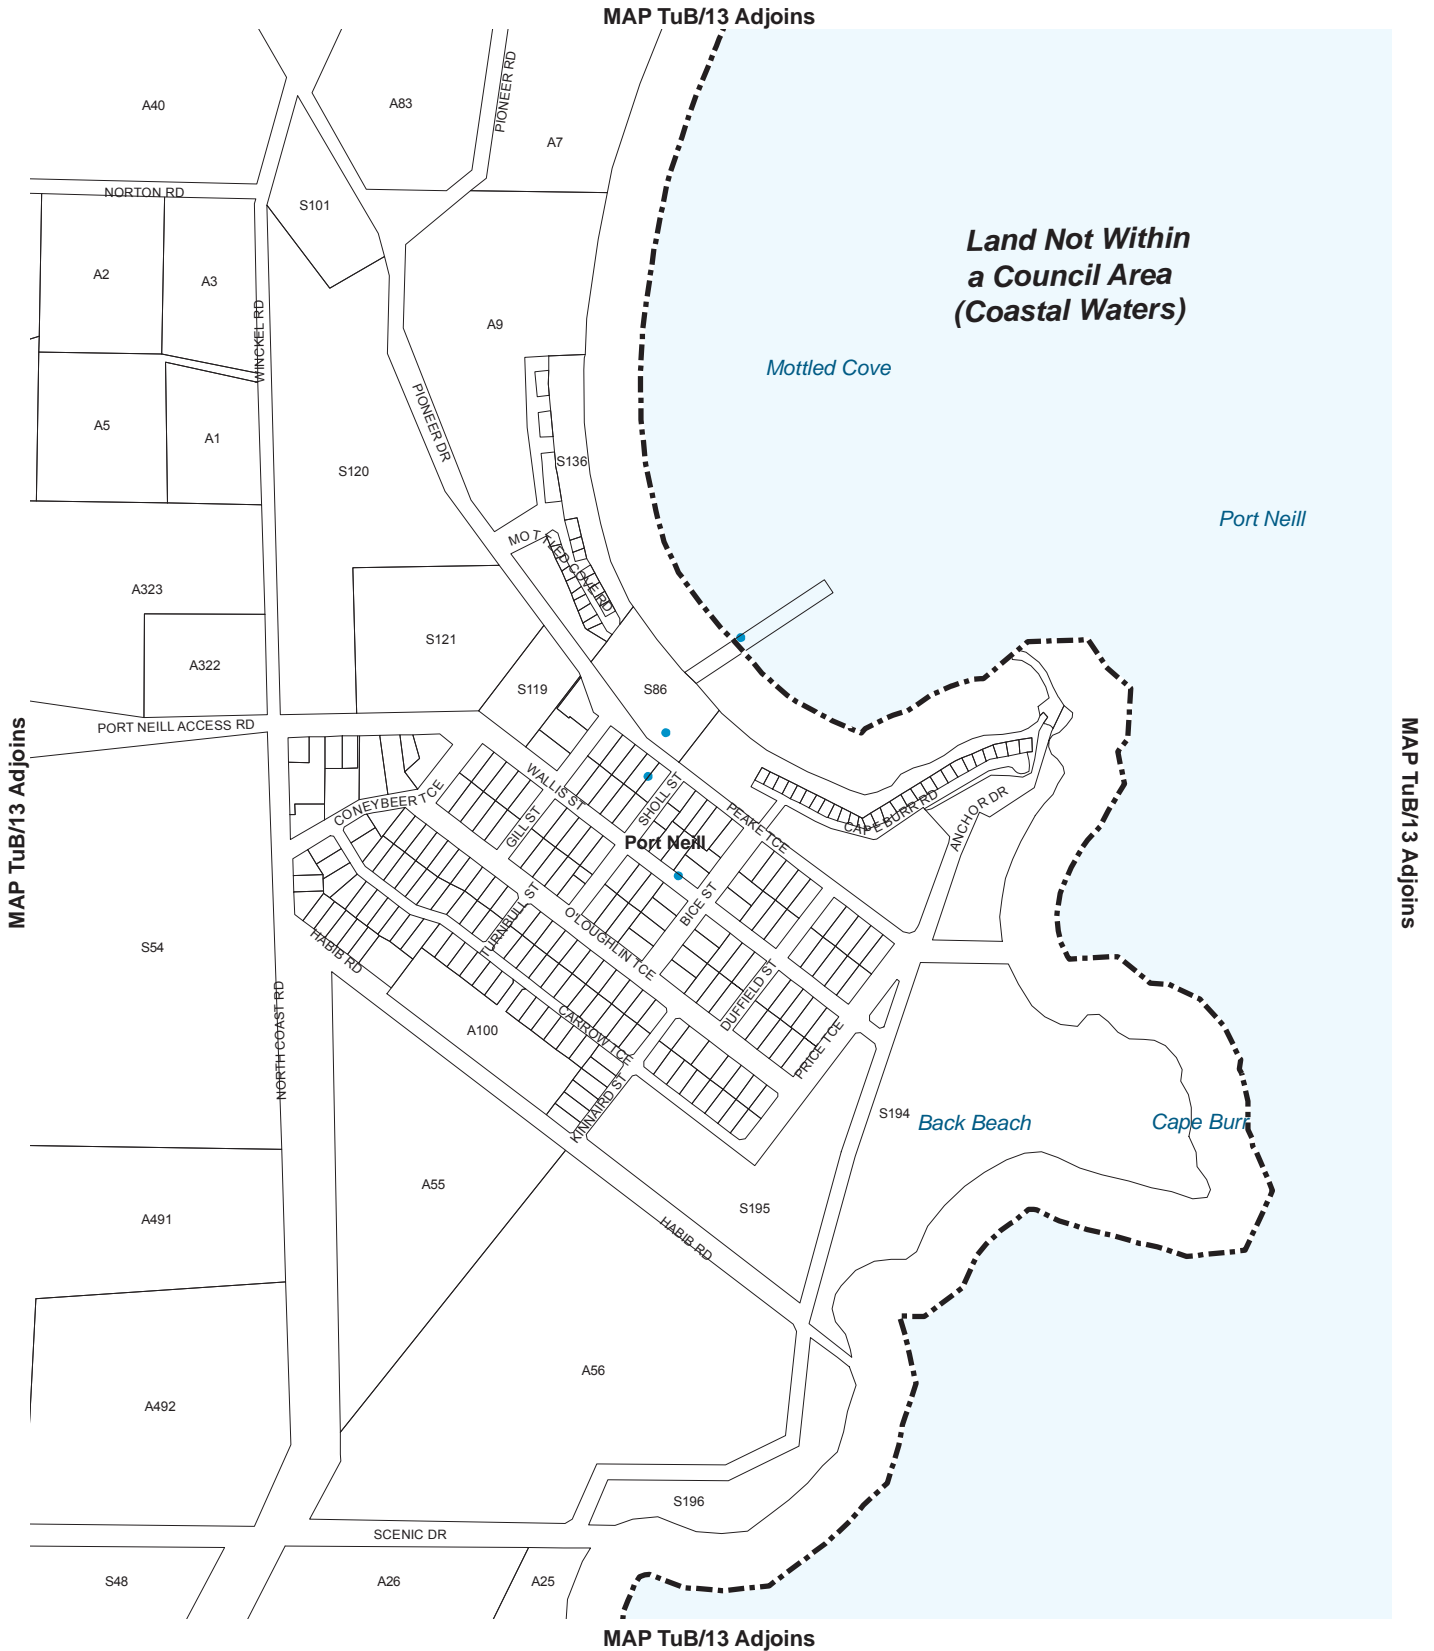 MAP TuB/13 Adjoins
A40
A83
PIONEER RD
A7
NORTON RD
S101
Land Not Within
a Council Area
(Coastal Waters)
A2
A3
WINCKEL RD
A9
Mottled Cove
PIONEER DR
A5
A1
S120
S136
Port Neill
MOTTLED COVE RD
A323
S121
A322
S119
S86
PORT NEILL ACCESS RD
MAP TuB/13 Adjoins
MAP TuB/13 Adjoins
CONEYBEER TCE
WALLIS ST
GILL ST
SHOLL ST
PEAKE TCE
CAPE BURR RD
ANCHOR DR
Port Neill
BICE ST
TURNBULL ST
O'LOUGHLIN TCE
HABIB RD
S54
DUFFIELD ST
NORTH COAST RD
A100
CARROW TCE
PRICE TCE
KINNAIRD ST
S194
Back Beach
Cape Burr
A55
S195
A491
HABIB RD
A56
A492
S196
SCENIC DR
S48
A26
A25
MAP TuB/13 Adjoins